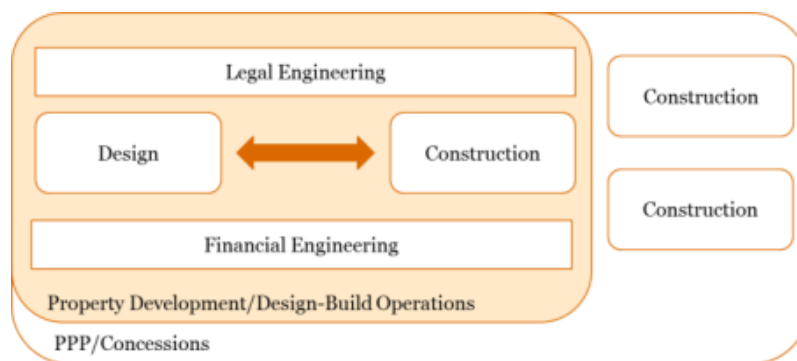 Legal Engineering
Construction
Design
Construction
Construction
Financial Engineering
Property Development/Design-Build Operations
PPP/Concessions